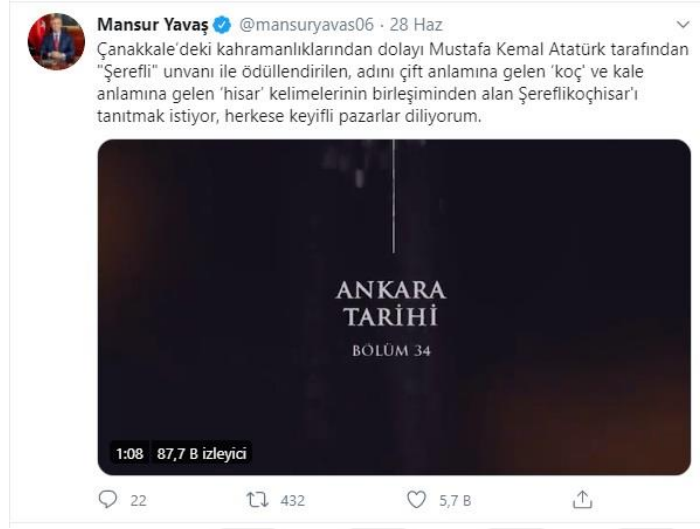 Mansur Yavaş @mansuryavas06 · 28 Haz
Çanakkale'deki kahramanlıklarından dolayı Mustafa Kemal Atatürk tarafından
"Şerefli" unvanı ile ödüllendirilen, adını çift anlamına gelen 'koç' ve kale
anlamına gelen 'hisar' kelimelerinin birleşiminden alan Şereflikoçhisar'ı
tanıtmak istiyor, herkese keyifli pazarlar diliyorum.
ANKARA
TARİHİ
BÖLÜM 34
1:08 87,7 B izleyici
22 432 5,7 B